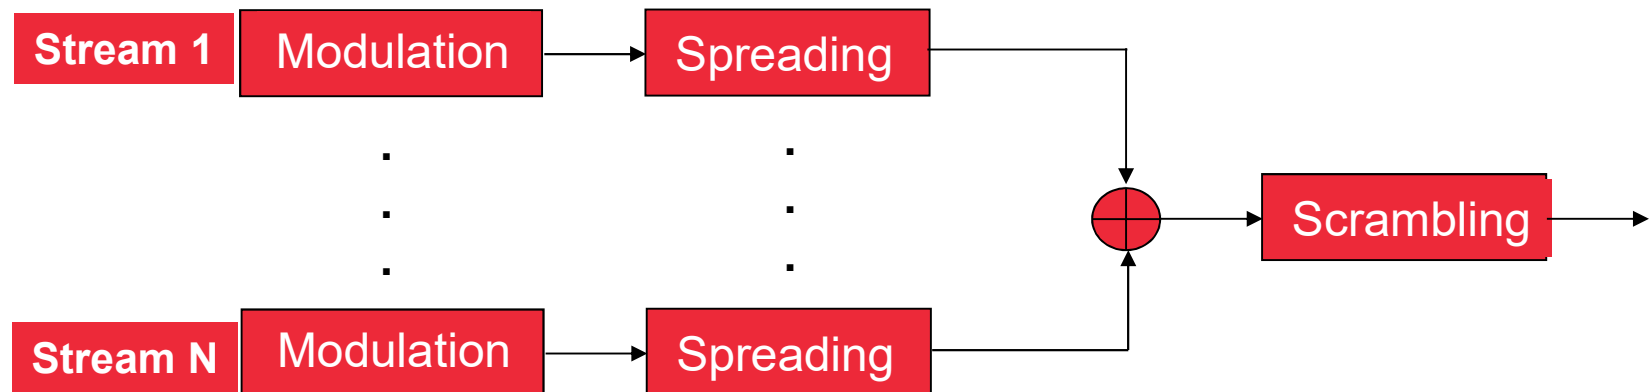 Stream 1
Modulation
Spreading
Scrambling
Stream N
Modulation
Spreading